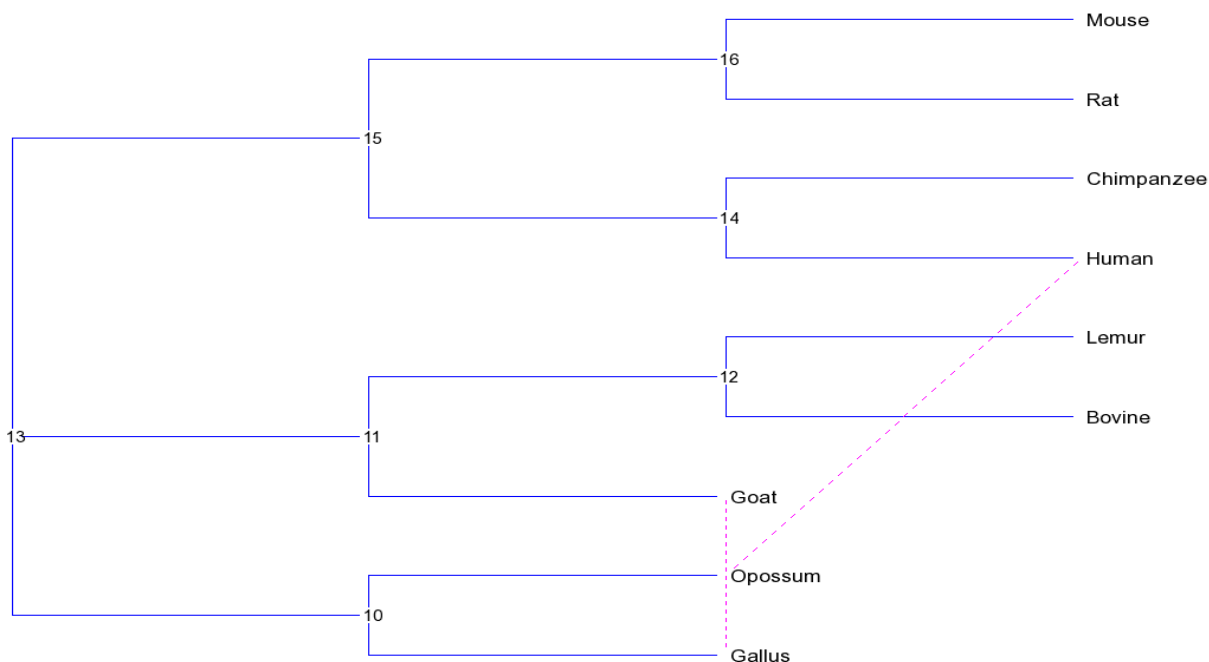 Mouse
16
Rat
15
Chimpanzee
14
Human
Lemur
12
Bovine
13
11
Goat
Opossum
10
Gallus